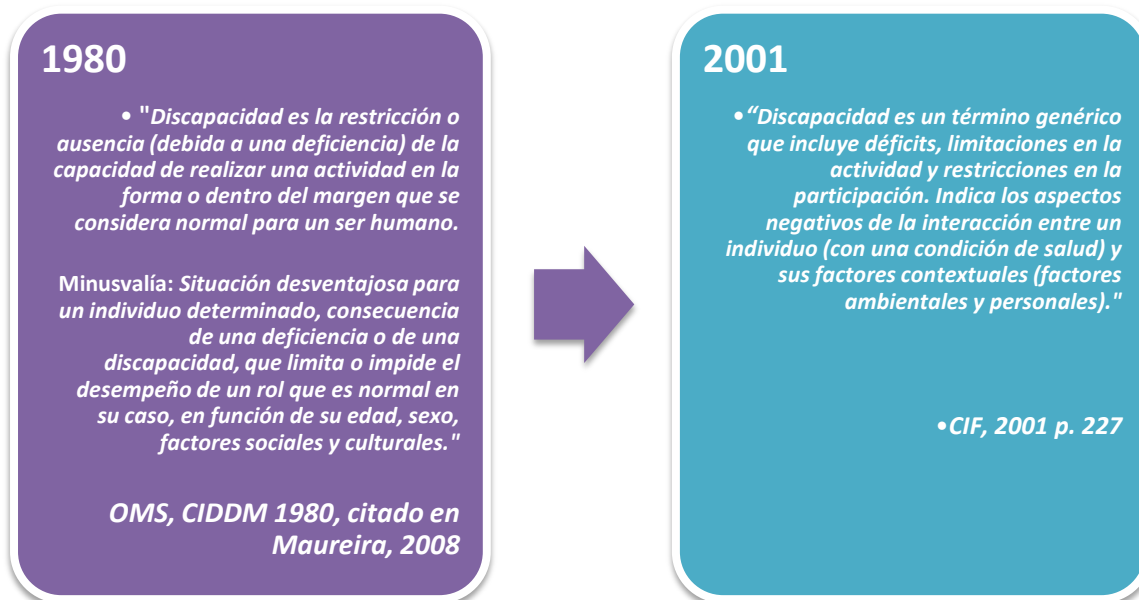 1980
• "Discapacidad es la restricción o
ausencia (debida a una deficiencia) de la
capacidad de realizar una actividad en la
forma o dentro del margen que se
considera normal para un ser humano.
Minusvalía: Situación desventajosa para
un individuo determinado, consecuencia
de una deficiencia o de una
discapacidad, que limita o impide el
desempeño de un rol que es normal en
su caso, en función de su edad, sexo,
factores sociales y culturales."
OMS, CIDDM 1980, citado en
Maureira, 2008
2001
•“Discapacidad es un término genérico
que incluye déficits, limitaciones en la
actividad y restricciones en la
participación. Indica los aspectos
negativos de la interacción entre un
individuo (con una condición de salud) y
sus factores contextuales (factores
ambientales y personales)."
•CIF, 2001 p. 227